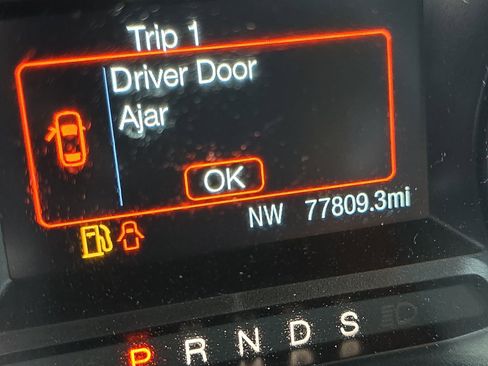 Trip 1
Driver Door
Ajar
OK
NW 77809.3mi
P R N D S